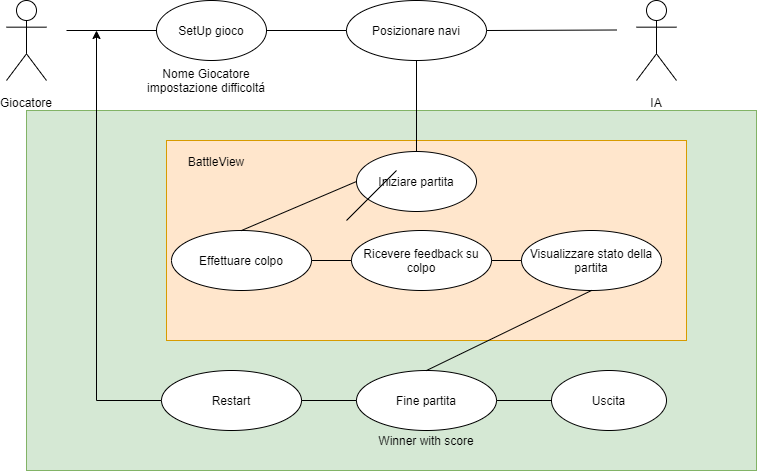 SetUp gioco
Posizionare navi
Nome Giocatore
impostazione difficoltá
Giocatore
IA
BattleView
Iniziare partita
Effettuare colpo
Ricevere feedback su
colpo
Visualizzare stato della
partita
Restart
Fine partita
Uscita
Winner with score